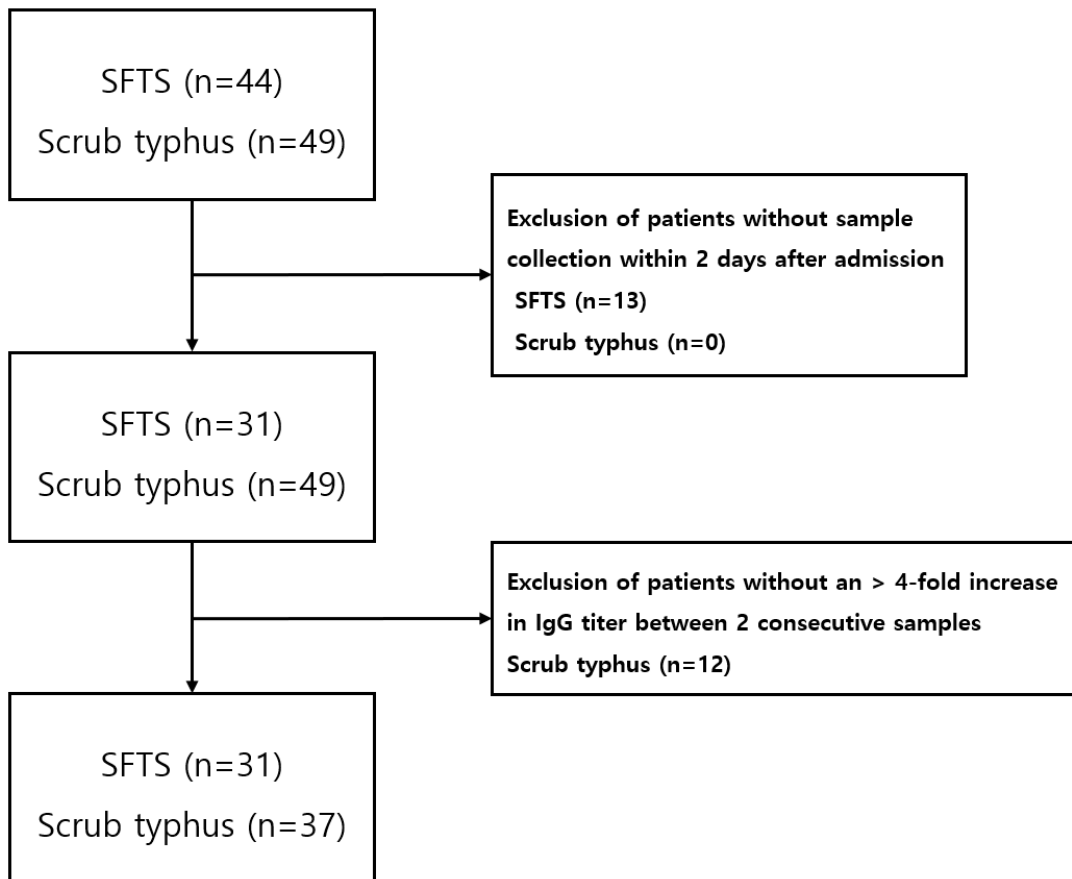 SFTS (n=44)
Scrub typhus (n=49)
Exclusion of patients without sample
collection within 2 days after admission
SFTS (n=13)
Scrub typhus (n=0)
SFTS (n=31)
Scrub typhus (n=49)
Exclusion of patients without an > 4-fold increase
in IgG titer between 2 consecutive samples
Scrub typhus (n=12)
SFTS (n=31)
Scrub typhus (n=37)